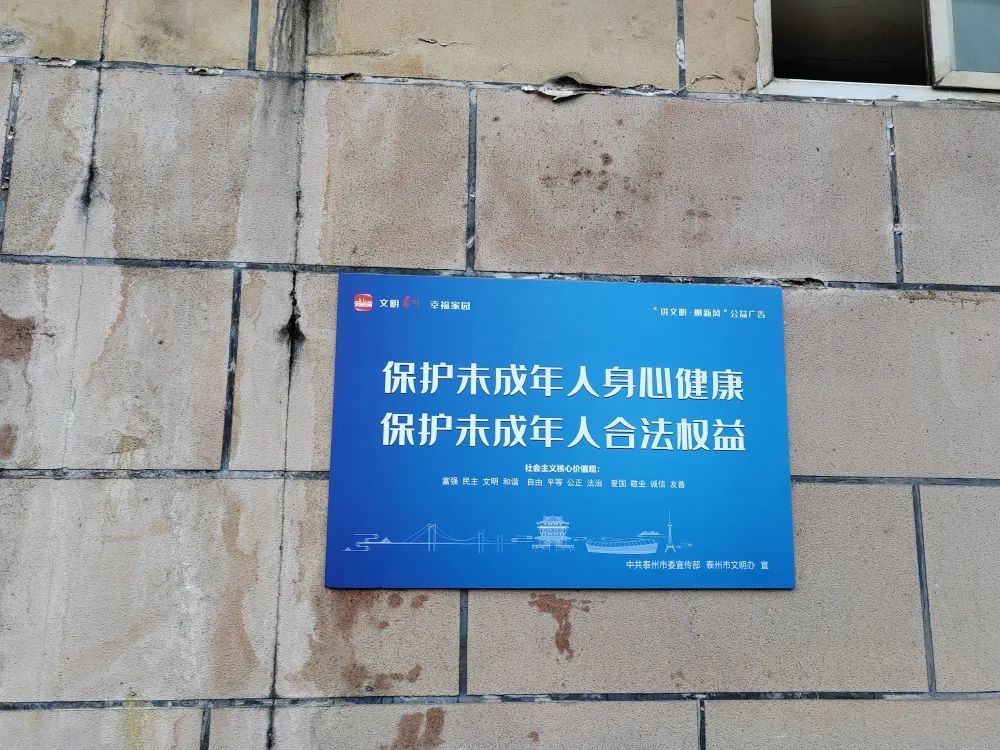 文明泰州 幸福家园
“讲文明·树新风”公益广告
保护未成年人身心健康
保护未成年人合法权益
社会主义核心价值观：
富强 民主 文明 和谐 自由 平等 公正 法治 爱国 敬业 诚信 友善
中共泰州市委宣传部 泰州市文明办 宣